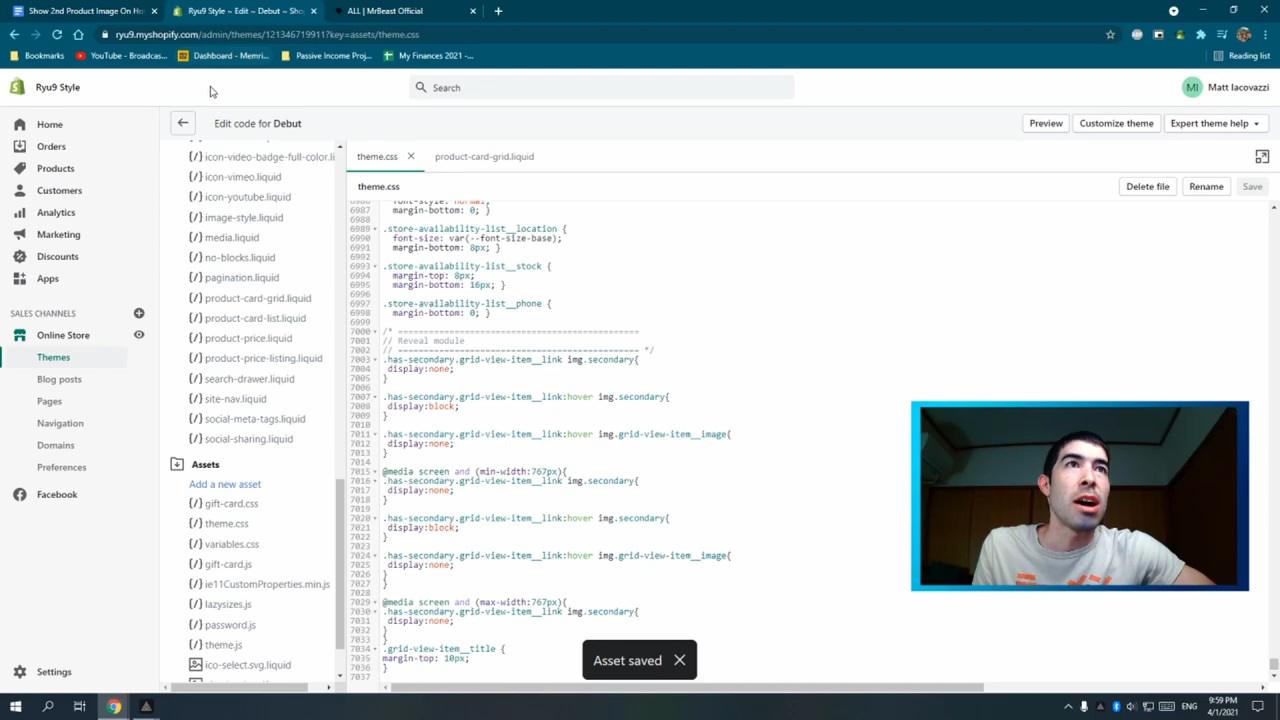 Show 2nd Product Image On Ho
Ryu9 Style ~ Edit ~ Debut ~ Shop
ALL | MrBeast Official
ryu9.myshopify.com/admin/themes/121346719911?key=assets/theme.css
Bookmarks
YouTube - Broadcas...
Dashboard - Memri...
Passive Income Proj...
My Finances 2021 -...
Reading list
Ryu9 Style
Search
MI
Matt Iacovazzi
Edit code for Debut
Preview
Customize theme
Expert theme help
Home
Orders
Products
Customers
Analytics
Marketing
Discounts
Apps
SALES CHANNELS
Online Store
Themes
Blog posts
Pages
Navigation
Domains
Preferences
Facebook
Settings
{/} icon-video-badge-full-color.li
{/} icon-vimeo.liquid
{/} icon-youtube.liquid
{/} image-style.liquid
{/} media.liquid
{/} no-blocks.liquid
{/} pagination.liquid
{/} product-card-grid.liquid
{/} product-card-list.liquid
{/} product-price.liquid
{/} product-price-listing.liquid
{/} search-drawer.liquid
{/} site-nav.liquid
{/} social-meta-tags.liquid
{/} social-sharing.liquid
Assets
Add a new asset
{/} gift-card.css
{/} theme.css
{/} variables.css
{/} gift-card.js
{/} ie11CustomProperties.min.js
{/} lazysizes.js
{/} password.js
{/} theme.js
ico-select.svg.liquid
theme.css
product-card-grid.liquid
theme.css
Delete file
Rename
Save
6986 font-style: normal;
6987 margin-bottom: 0; }
6988
6989 .store-availability-list__location {
6990 font-size: var(--font-size-base);
6991 margin-bottom: 8px; }
6992
6993 .store-availability-list__stock {
6994 margin-top: 8px;
6995 margin-bottom: 16px; }
6996
6997 .store-availability-list__phone {
6998 margin-bottom: 0; }
6999
7000 /* ===============================================
7001 // Reveal module
7002 // =============================================== */
7003 .has-secondary.grid-view-item__link img.secondary{
7004 display:none;
7005 }
7006
7007 .has-secondary.grid-view-item__link:hover img.secondary{
7008 display:block;
7009 }
7010
7011 .has-secondary.grid-view-item__link:hover img.grid-view-item__image{
7012 display:none;
7013 }
7014
7015 @media screen and (min-width:767px){
7016 .has-secondary.grid-view-item__link img.secondary{
7017 display:none;
7018 }
7019
7020 .has-secondary.grid-view-item__link:hover img.secondary{
7021 display:block;
7022 }
7023
7024 .has-secondary.grid-view-item__link:hover img.grid-view-item__image{
7025 display:none;
7026 }
7027 }
7028
7029 @media screen and (max-width:767px){
7030 .has-secondary.grid-view-item__link img.secondary{
7031 display:none;
7032 }
7033 }
7034 .grid-view-item__title {
7035 margin-top: 10px;
7036 }
7037
Asset saved
ENG
9:59 PM
4/1/2021